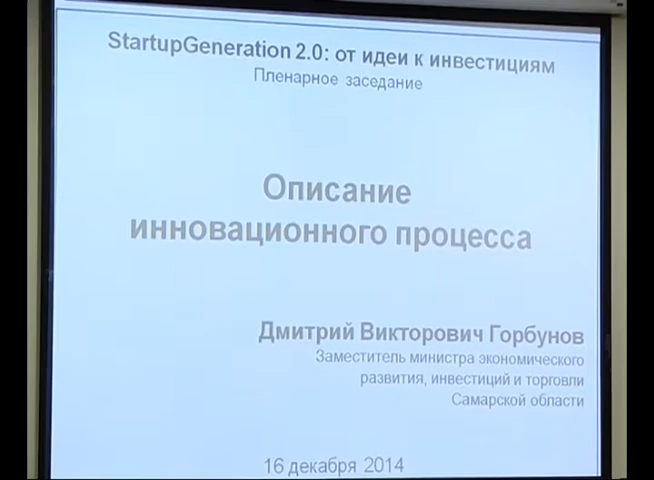 StartupGeneration 2.0: от идеи к инвестициям
Пленарное заседание
Описание
инновационного процесса
Дмитрий Викторович Горбунов
Заместитель министра экономического
развития, инвестиций и торговли
Самарской области
16 декабря 2014